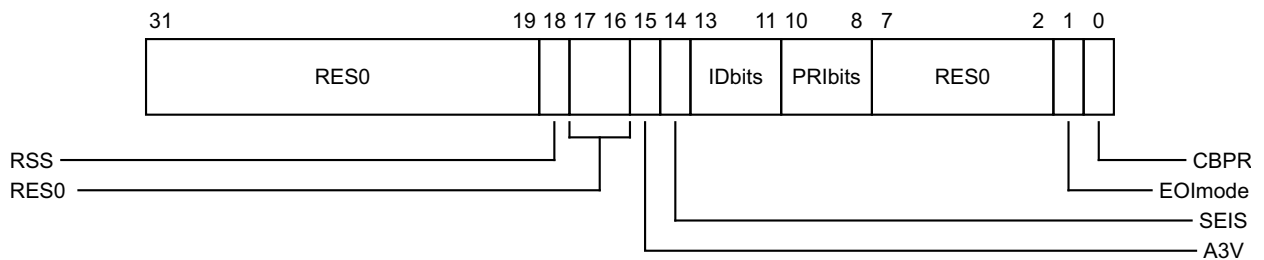 31 19 18 17 16 15 14 13 11 10 8 7 2 1 0
RES0 IDbits PRIbits RES0
RSS CBPR
RES0 EOImode
SEIS
A3V